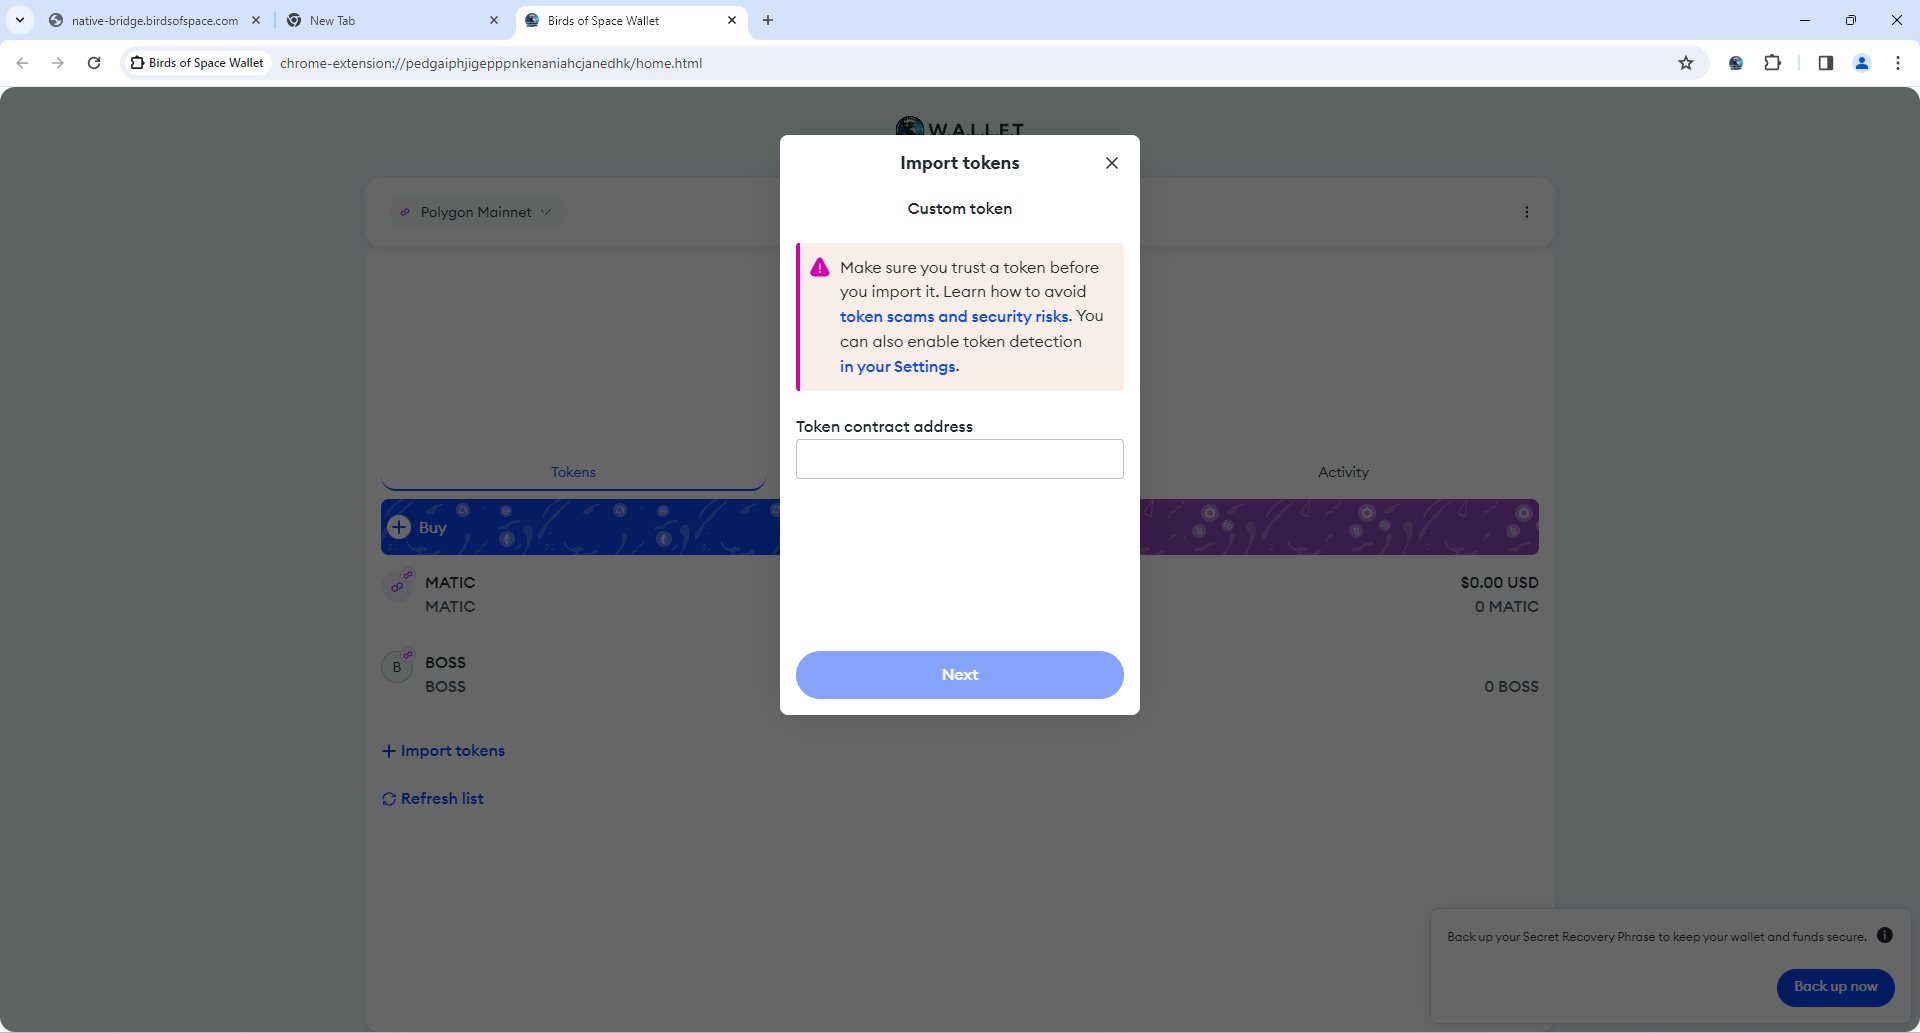 native-bridge.birdsofspace.com
New Tab
Birds of Space Wallet
Birds of Space Wallet
chrome-extension://pedgaiphjigepppnkenaniahcjanedhk/home.html
W.A.L.L.E.T
Import tokens
Custom token
Polygon Mainnet
Make sure you trust a token before
you import it. Learn how to avoid
token scams and security risks. You
can also enable token detection
in your Settings.
Token contract address
Tokens
Activity
Buy
MATIC
$0.00 USD
MATIC
0 MATIC
B
BOSS
BOSS
0 BOSS
Next
Import tokens
Refresh list
Back up your Secret Recovery Phrase to keep your wallet and funds secure.
Back up now